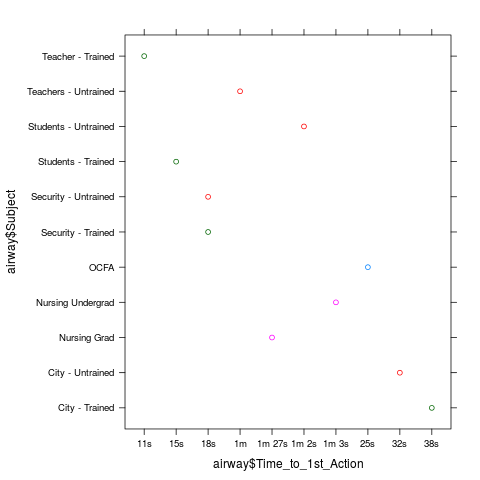 Teacher - Trained
Teachers - Untrained
Students - Untrained
Students - Trained
Security - Untrained
Security - Trained
OCFA
Nursing Undergrad
Nursing Grad
City - Untrained
City - Trained
airway$Subject
11s 15s 18s 1m 1m 27s 1m 2s 1m 3s 25s 32s 38s
airway$Time_to_1st_Action